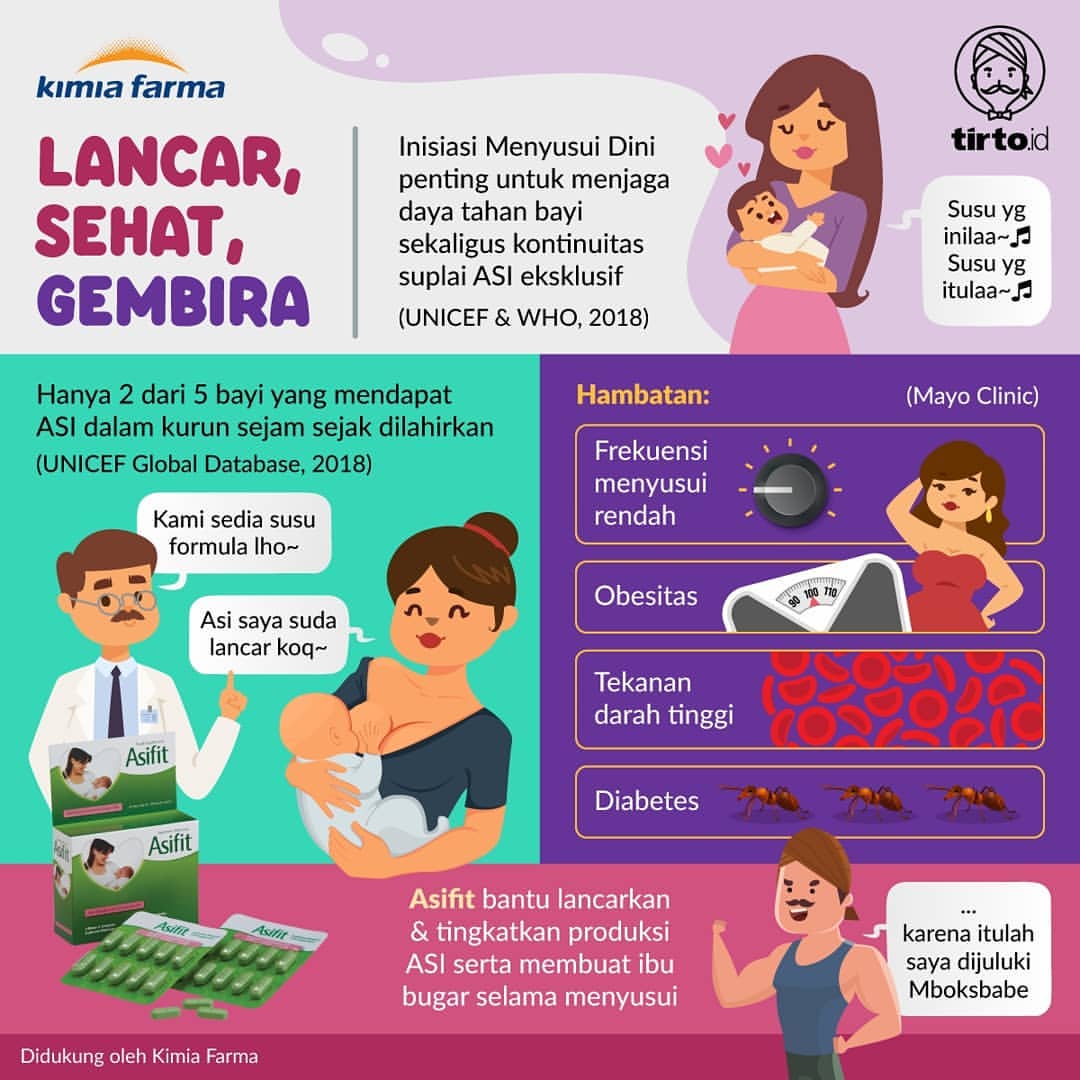 kimia farma
tirto.id
LANCAR,
SEHAT,
GEMBIRA
Inisiasi Menyusui Dini
penting untuk menjaga
daya tahan bayi
sekaligus kontinuitas
suplai ASI eksklusif
(UNICEF & WHO, 2018)
Susu yg
inilaa~♫
Susu yg
itulaa~♫
Hanya 2 dari 5 bayi yang mendapat
ASI dalam kurun sejam sejak dilahirkan
(UNICEF Global Database, 2018)
Kami sedia susu
formula lho~
Asi saya suda
lancar koq~
Asifit
Asifit
Asifit
Asifit
Asifit
Hambatan:
(Mayo Clinic)
Frekuensi
menyusui
rendah
Obesitas
90 100 110
Tekanan
darah tinggi
Diabetes
Asifit bantu lancarkan
& tingkatkan produksi
ASI serta membuat ibu
bugar selama menyusui
...
karena itulah
saya dijuluki
Mboksbabe
Didukung oleh Kimia Farma